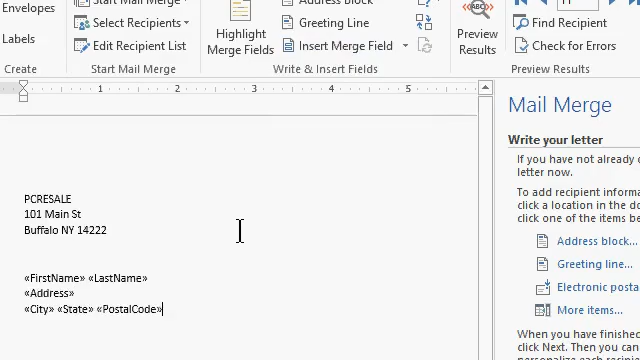 Envelopes
Labels
Create
Start Mail Merge
Select Recipients
Edit Recipient List
Start Mail Merge
Highlight
Merge Fields
Address Block
Greeting Line
Insert Merge Field
Write & Insert Fields
ABC
Preview
Results
11
Find Recipient
Check for Errors
Preview Results
1 2 3 4 5
Mail Merge
Write your letter
If you have not already
letter now.
To add recipient informa
click a location in the do
click one of the items be
Address block...
Greeting line...
Electronic posta
More items...
When you have finished
click Next. Then you can
PCRESALE
101 Main St
Buffalo NY 14222
«FirstName» «LastName»
«Address»
«City» «State» «PostalCode»